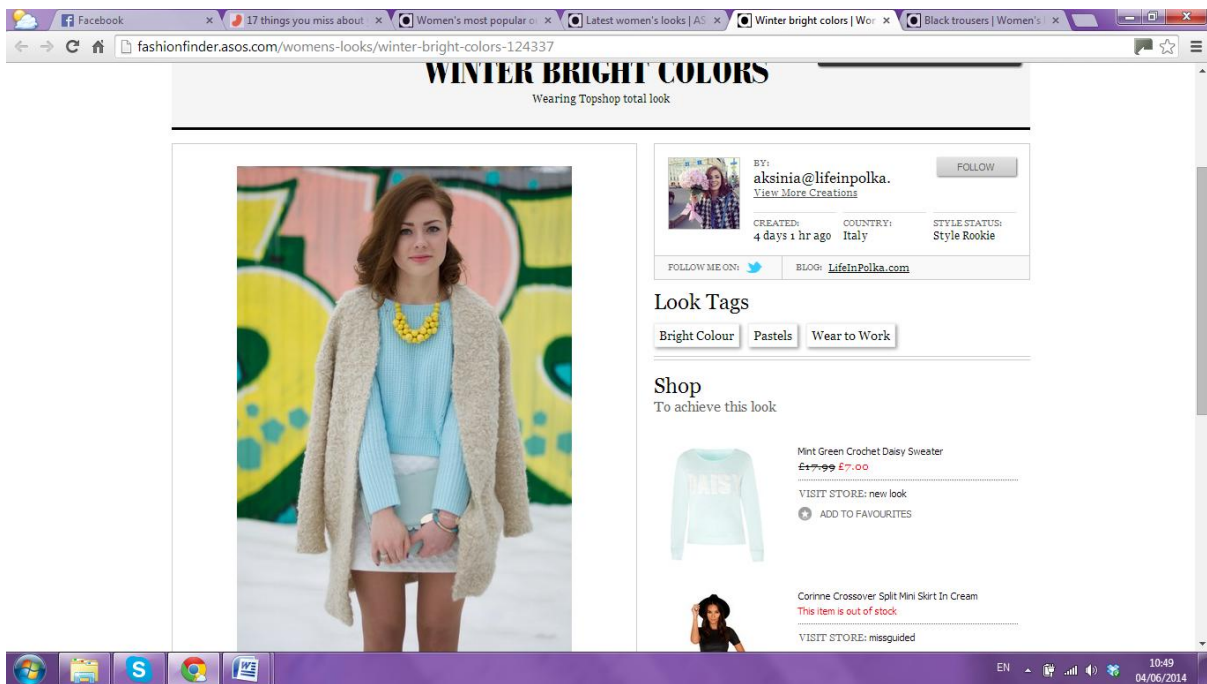 Facebook
17 things you miss about
Women's most popular o
Latest women's looks | AS
Winter bright colors | Wor
Black trousers | Women's
fashionfinder.asos.com/womens-looks/winter-bright-colors-124337
WINTER BRIGHT COLORS
Wearing Topshop total look
BY:
aksinia@lifeinpolka.
View More Creations
FOLLOW
CREATED: COUNTRY: STYLE STATUS:
4 days 1 hr ago Italy Style Rookie
FOLLOW ME ON: BLOG: LifeInPolka.com
Look Tags
Bright Colour Pastels Wear to Work
Shop
To achieve this look
DAISY
Mint Green Crochet Daisy Sweater
£17.99 £7.00
VISIT STORE: new look
ADD TO FAVOURITES
Corinne Crossover Split Mini Skirt In Cream
This item is out of stock
VISIT STORE: missguided
EN
10:49
04/06/2014